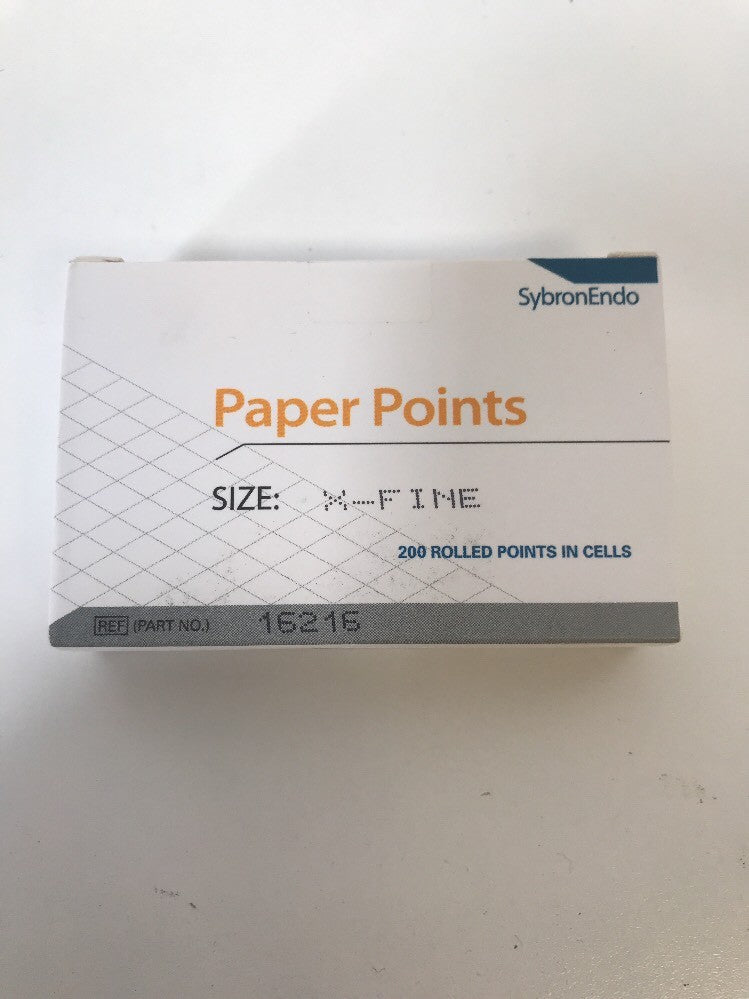 SybronEndo
Paper Points
SIZE: X-FINE
200 ROLLED POINTS IN CELLS
REF (PART NO.) 16216